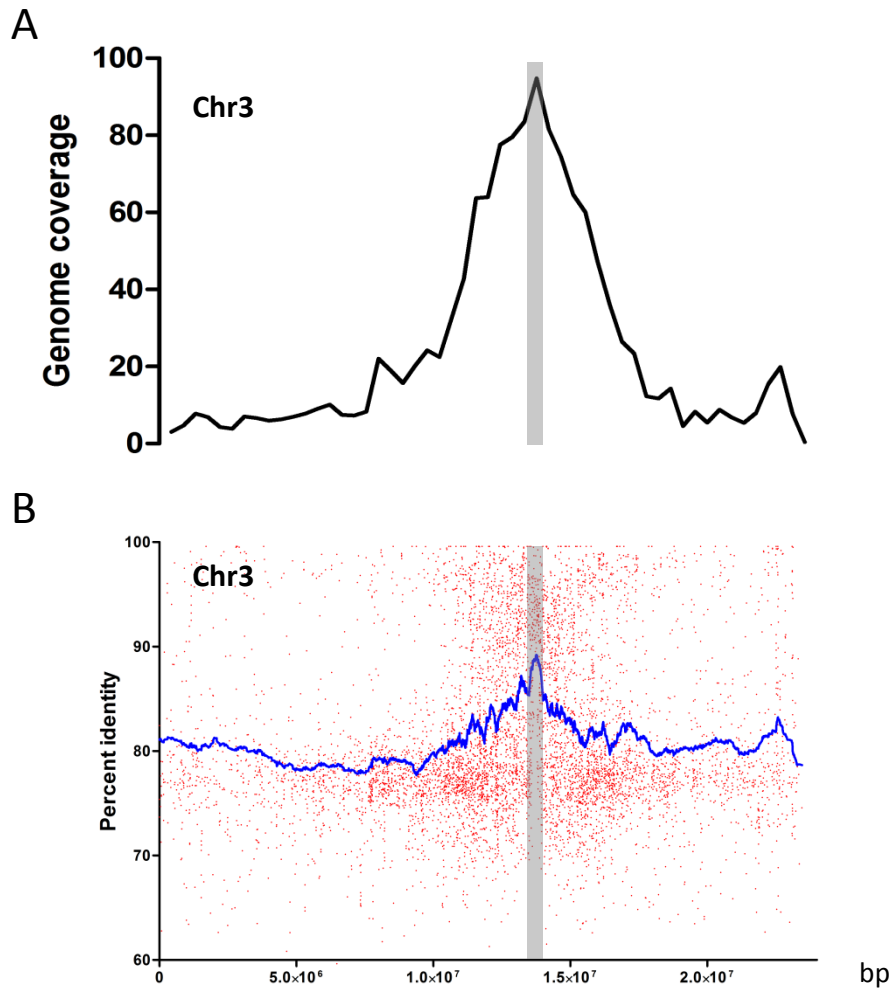 A
Chr3
Genome coverage
100
80
60
40
20
0
B
Chr3
Percent identity
100
90
80
70
60
0
5.0×10⁶
1.0×10⁷
1.5×10⁷
2.0×10⁷
bp